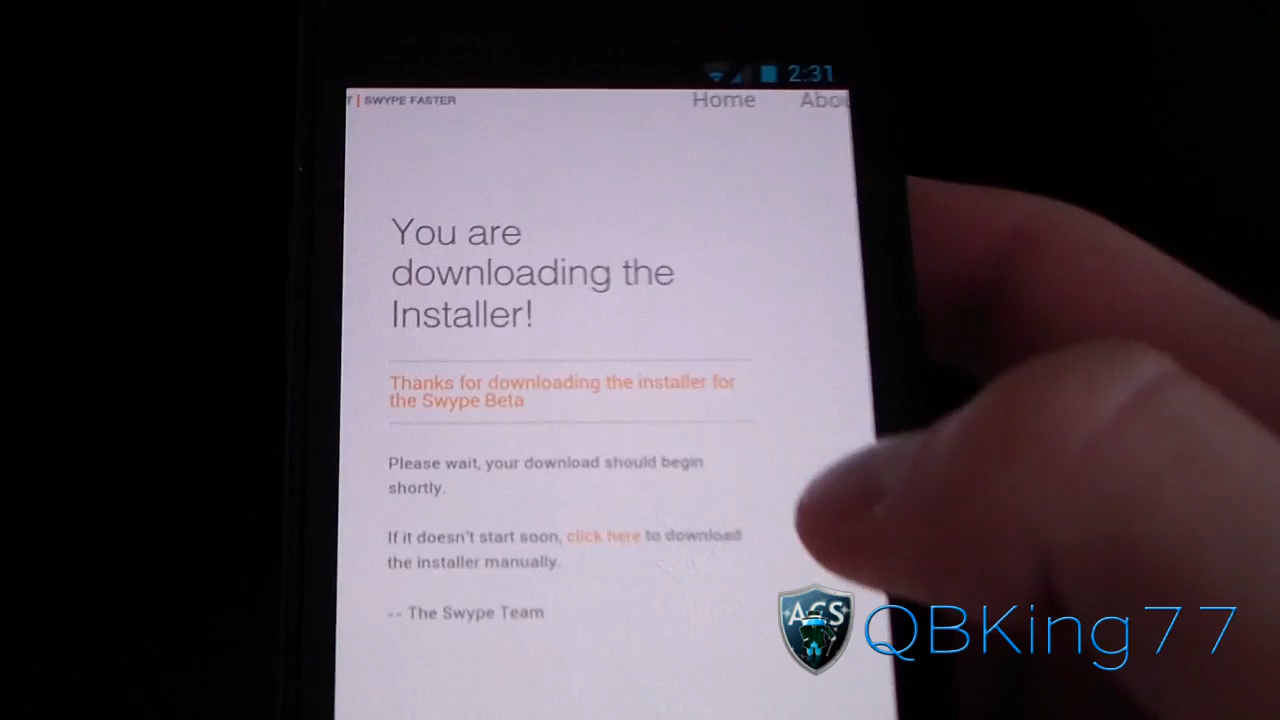 2:31
T | SWYPE FASTER
Home
Abou
You are
downloading the
Installer!
Thanks for downloading the installer for
the Swype Beta
Please wait, your download should begin
shortly.
If it doesn't start soon, click here to download
the installer manually.
-- The Swype Team
ACS
QBKing77